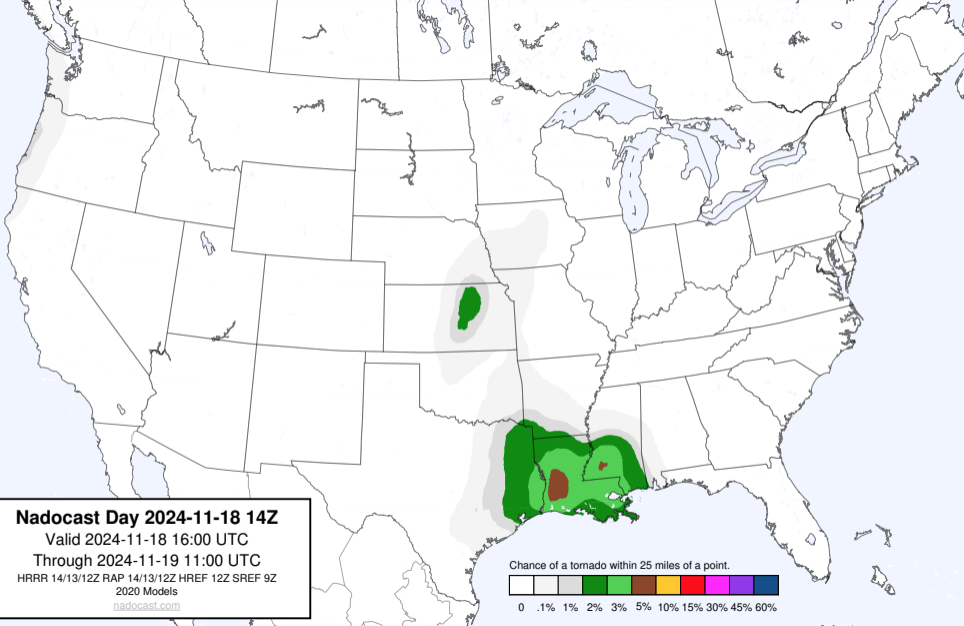 Nadocast Day 2024-11-18 14Z
Valid 2024-11-18 16:00 UTC
Through 2024-11-19 11:00 UTC
HRRR 14/13/12Z RAP 14/13/12Z HREF 12Z SREF 9Z
2020 Models
nadocast.com
Chance of a tornado within 25 miles of a point.
0 .1% 1% 2% 3% 5% 10% 15% 30% 45% 60%